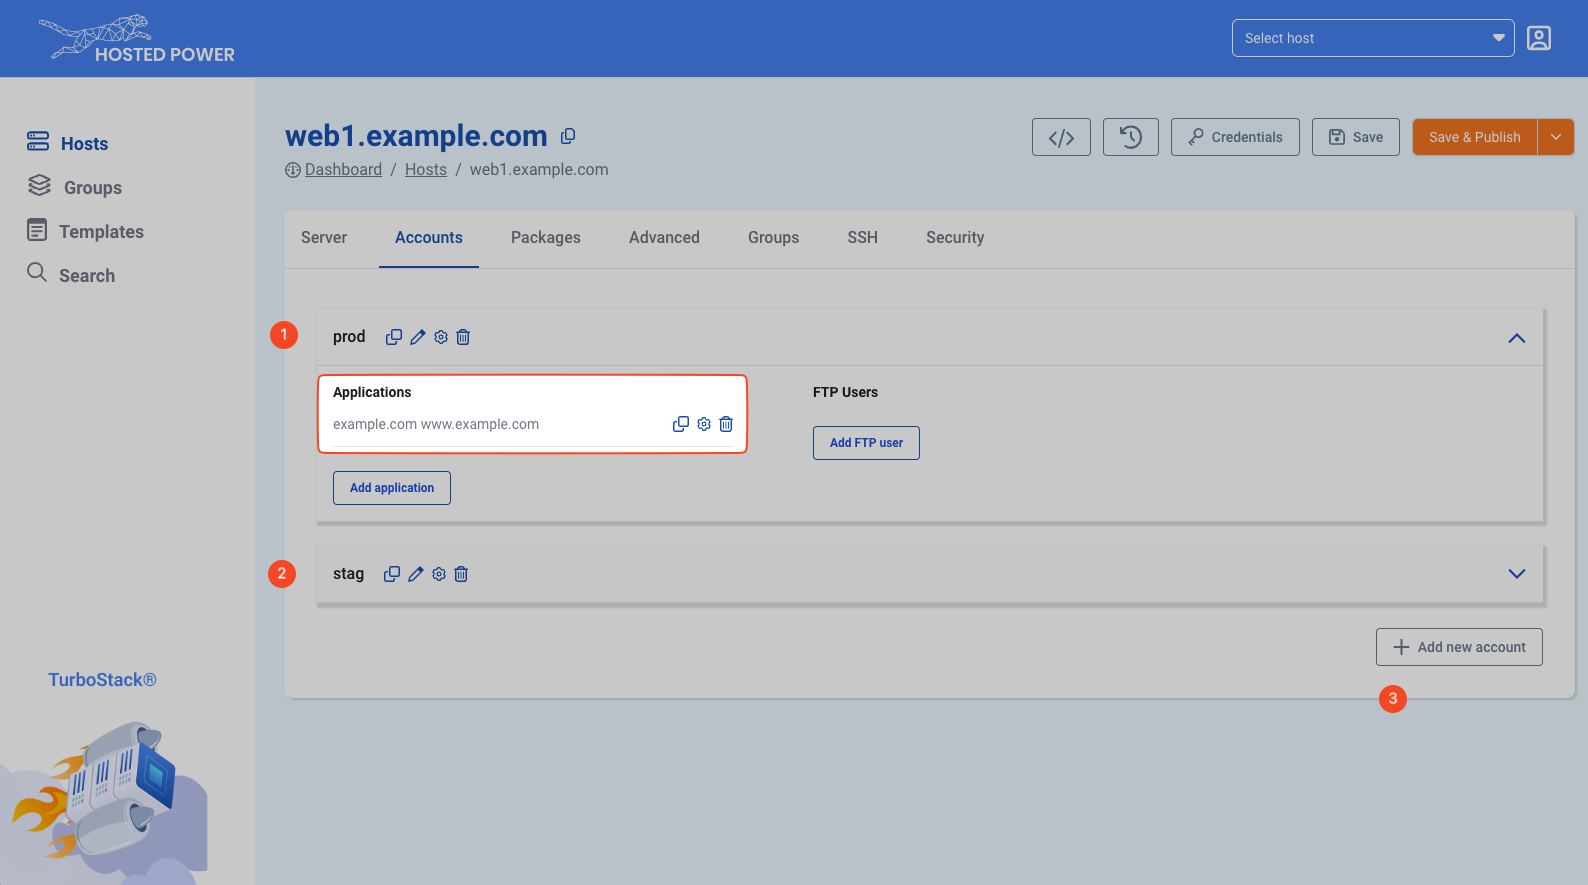 HOSTED POWER
Select host
Hosts
Groups
Templates
Search
TurboStack®
web1.example.com
Dashboard / Hosts / web1.example.com
</> Credentials Save Save & Publish
Server Accounts Packages Advanced Groups SSH Security
1 prod
Applications
example.com www.example.com
Add application
FTP Users
Add FTP user
2 stag
Add new account
3